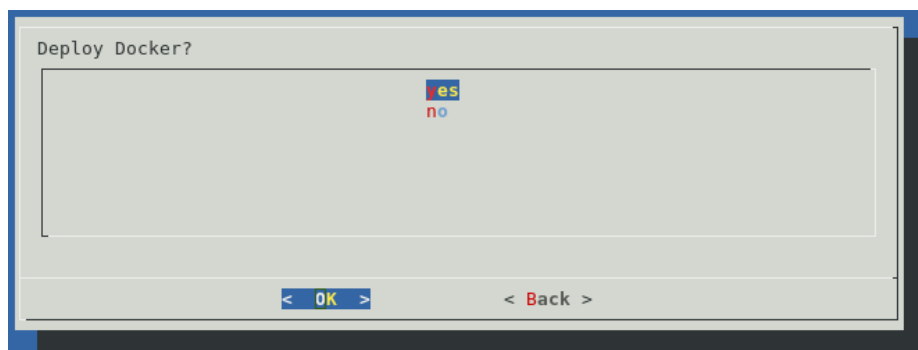 Deploy Docker?
yes
no
< OK > < Back >